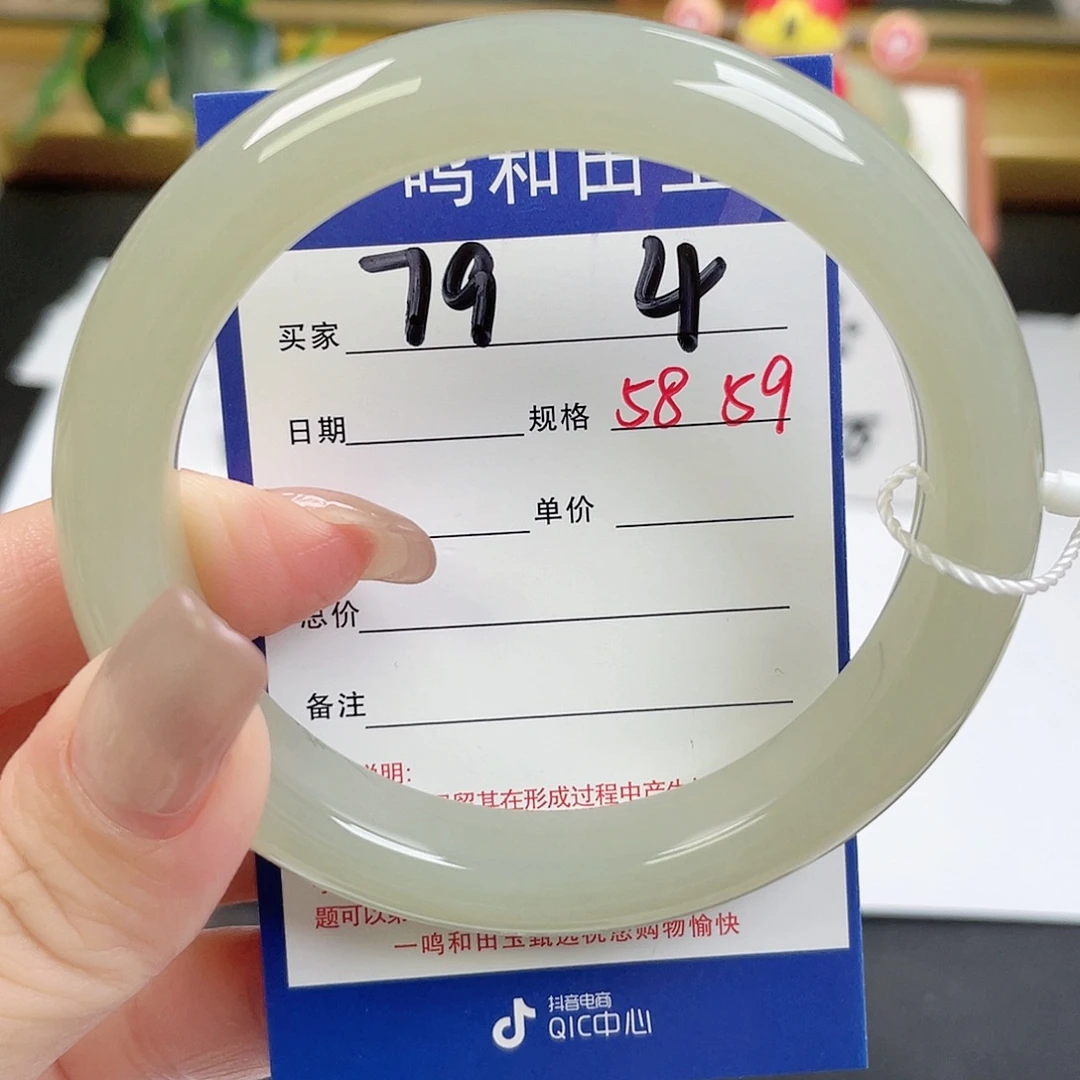 鸣和田玉
79 4
买家
日期 规格 58 59
单价
总价
备注
说明:
其在形成过程中产生
题可以
—鸣和田玉甄选祝您购物愉快
抖音电商
QIC中心